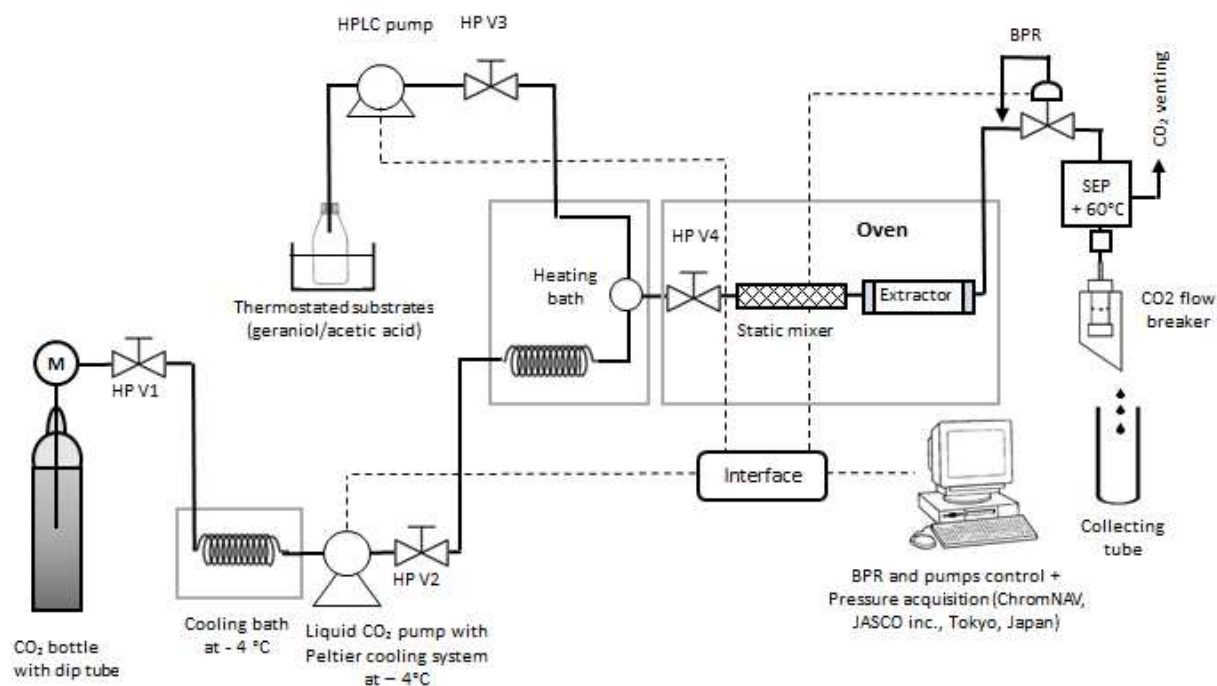 HPLC pump
HP V3
BPR
CO₂ venting
SEP
+ 60°C
HP V4
Oven
Heating
bath
Extractor
Static mixer
CO2 flow
breaker
Thermostated substrates
(geraniol/acetic acid)
M
HP V1
Interface
HP V2
Collecting
tube
Cooling bath
at - 4 °C
Liquid CO₂ pump with
Peltier cooling system
at – 4°C
BPR and pumps control +
Pressure acquisition (ChromNAV,
JASCO inc., Tokyo, Japan)
CO₂ bottle
with dip tube